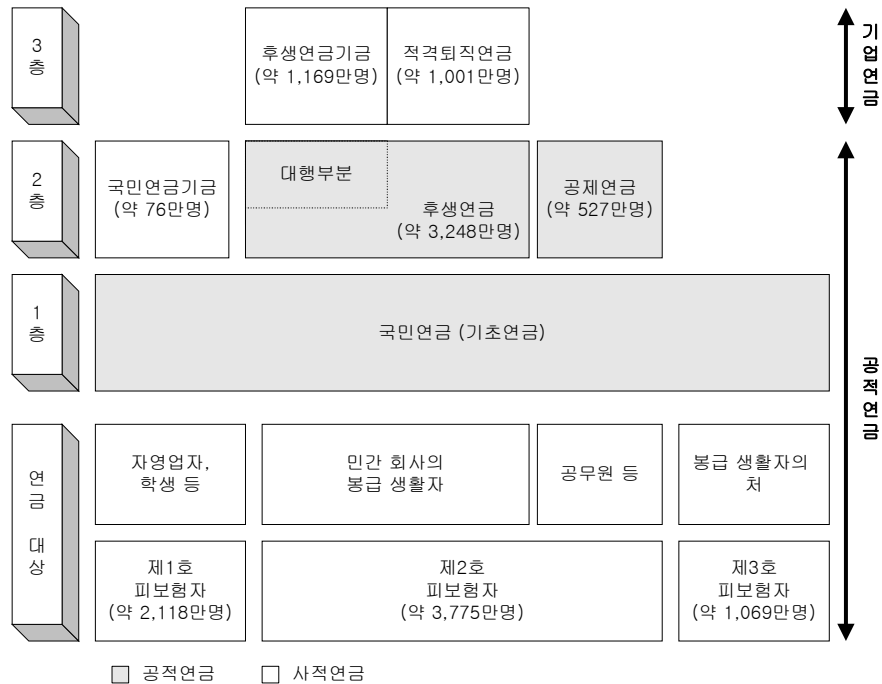 3
층
후생연금기금
(약 1,169만명)
적격퇴직연금
(약 1,001만명)
기
업
연
금
2
층
국민연금기금
(약 76만명)
대행부분
후생연금
(약 3,248만명)
공제연금
(약 527만명)
1
층
국민연금 (기초연금)
공
적
연
금
연
금
대
상
자영업자,
학생 등
민간 회사의
봉급 생활자
공무원 등
봉급 생활자의
처
제1호
피보험자
(약 2,118만명)
제2호
피보험자
(약 3,775만명)
제3호
피보험자
(약 1,069만명)
공적연금
사적연금